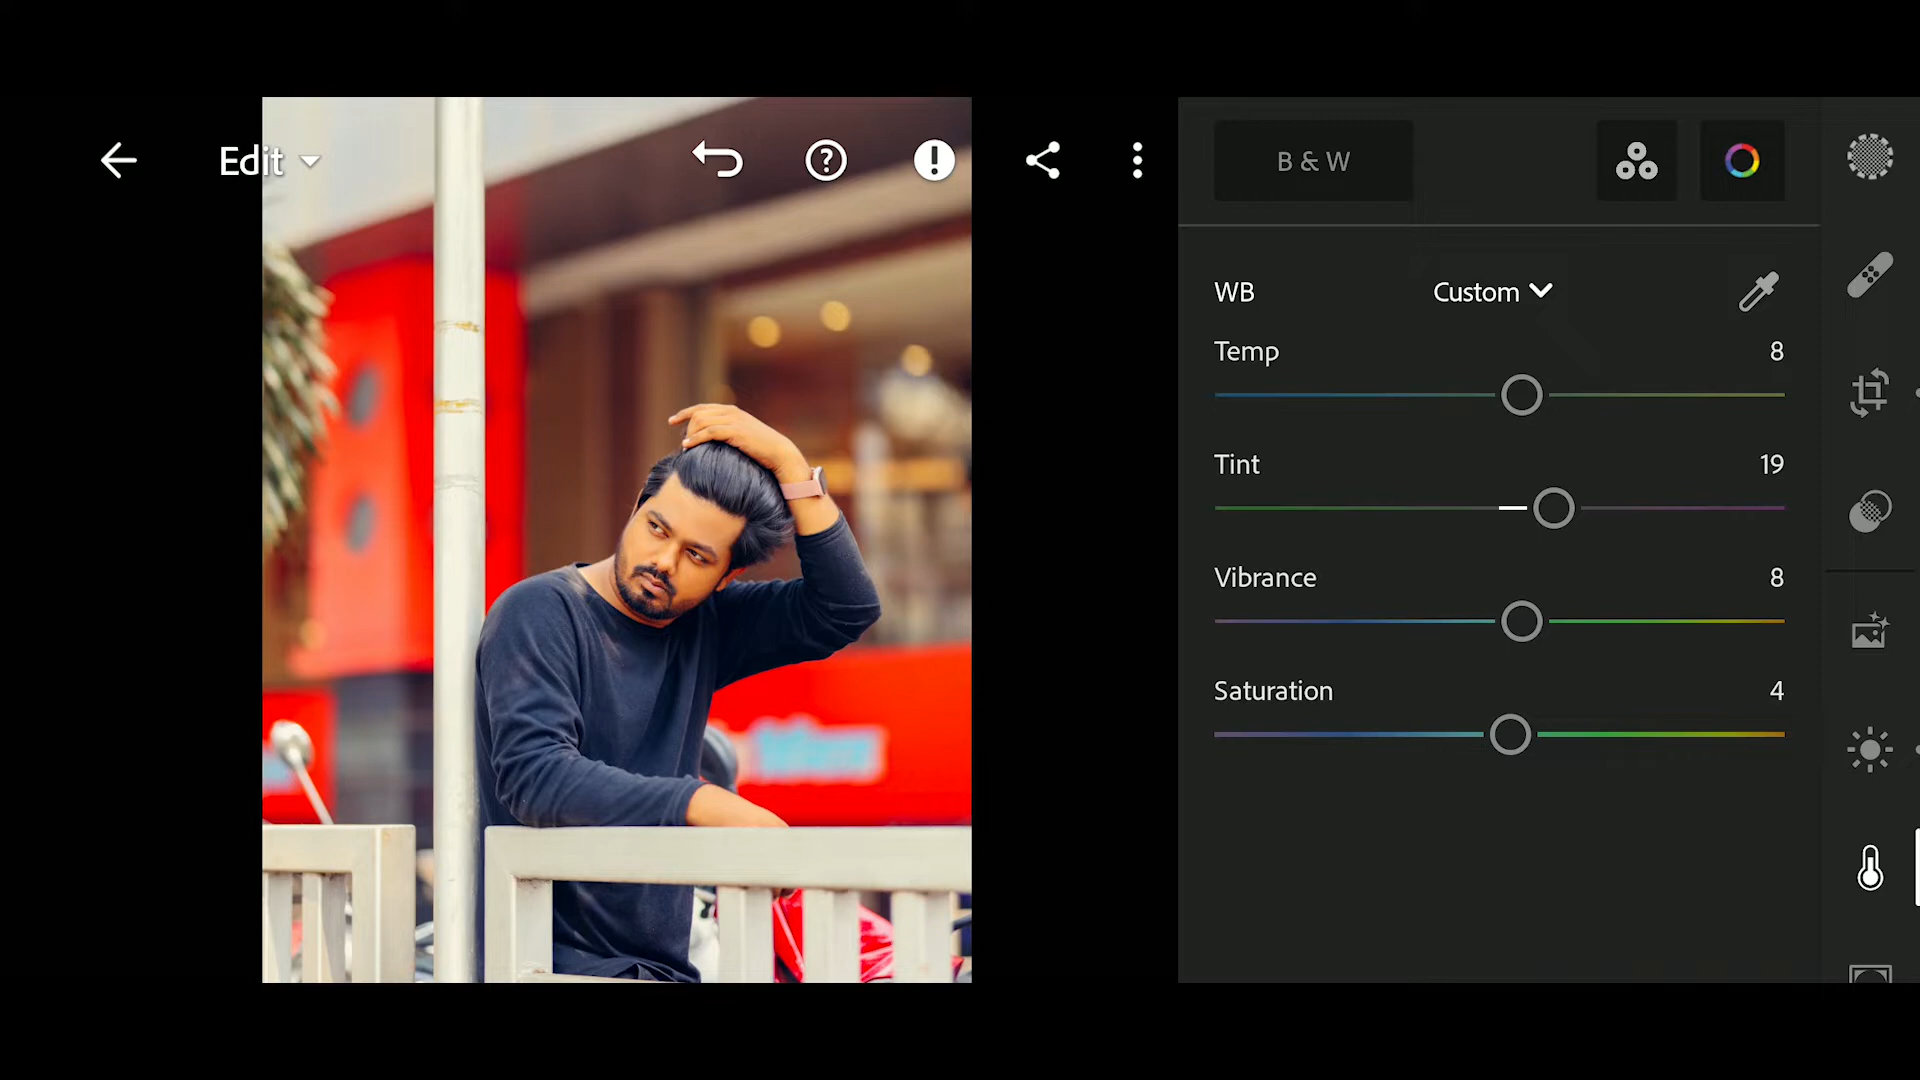 Edit
B & W
WB Custom
Temp 8
Tint 19
Vibrance 8
Saturation 4